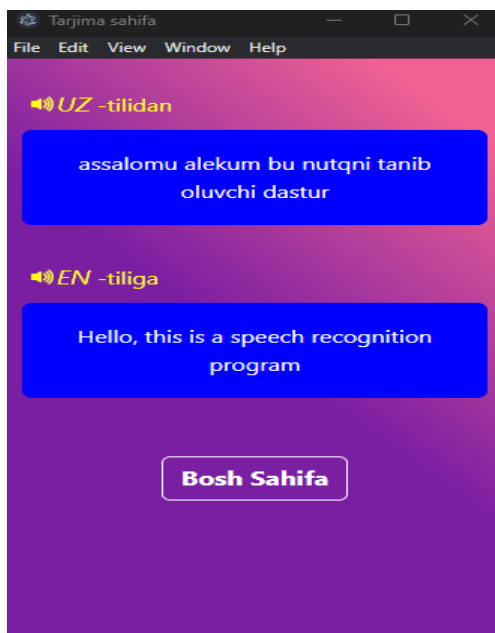 Tarjima sahifa
File Edit View Window Help
UZ -tilidan
assalomu alekum bu nutqni tanib
oluvchi dastur
EN -tiliga
Hello, this is a speech recognition
program
Bosh Sahifa